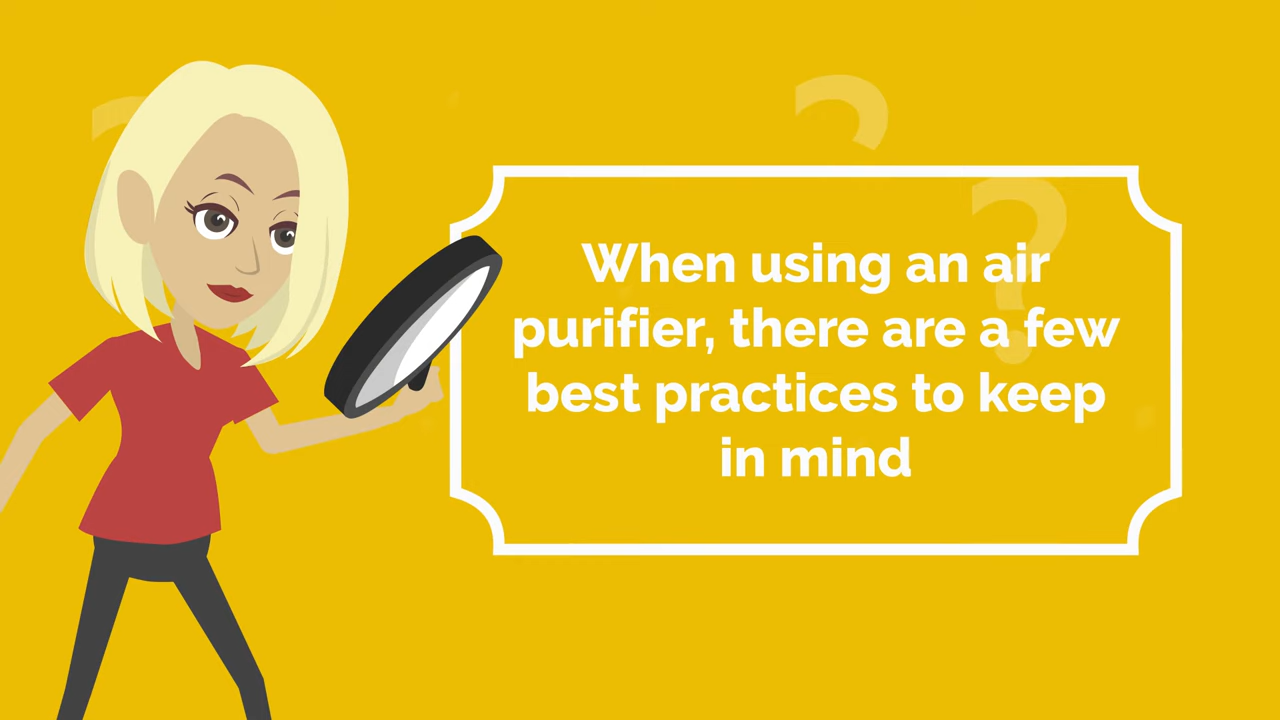 When using an air
purifier, there are a few
best practices to keep
in mind